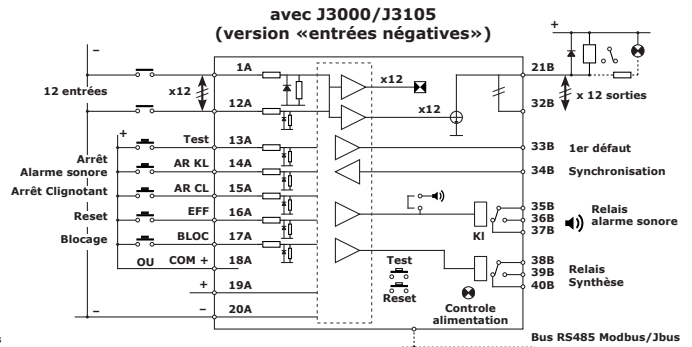 avec J3000/J3105
(version «entrées négatives»)
–
12 entrées
x12
1A
12A
x12
x12
+
21B
32B
x 12 sorties
+
Test
13A
33B
1er défaut
Arrêt
Alarme sonore
AR KL
14A
34B
Synchronisation
Arrêt Clignotant
AR CL
15A
Reset
EFF
16A
Blocage
BLOC
17A
KI
35B
36B
37B
Relais
alarme sonore
OU
COM +
18A
Test
Reset
38B
39B
40B
Relais
Synthèse
+
19A
–
20A
Controle
alimentation
Bus RS485 Modbus/Jbus
s